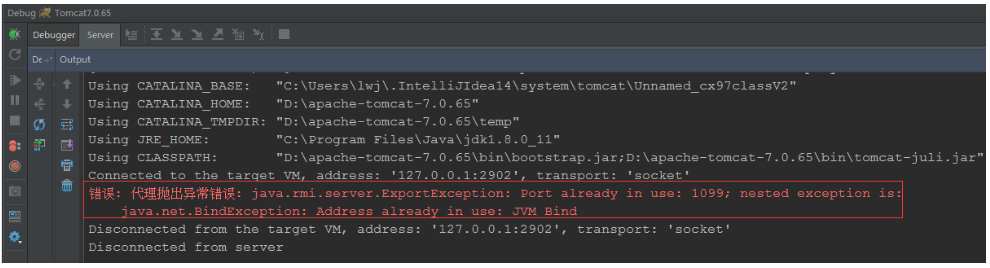 Debug Tomcat7.0.65
Debugger Server
De Output
Using CATALINA_BASE: "C:\Users\lwj\.IntelliJIdea14\system\tomcat\Unnamed_cx97classV2"
Using CATALINA_HOME: "D:\apache-tomcat-7.0.65"
Using CATALINA_TMPDIR: "D:\apache-tomcat-7.0.65\temp"
Using JRE_HOME: "C:\Program Files\Java\jdk1.8.0_11"
Using CLASSPATH: "D:\apache-tomcat-7.0.65\bin\bootstrap.jar;D:\apache-tomcat-7.0.65\bin\tomcat-juli.jar"
Connected to the target VM, address: '127.0.0.1:2902', transport: 'socket'
错误: 代理抛出异常错误: java.rmi.server.ExportException: Port already in use: 1099; nested exception is:
java.net.BindException: Address already in use: JVM_Bind
Disconnected from the target VM, address: '127.0.0.1:2902', transport: 'socket'
Disconnected from server